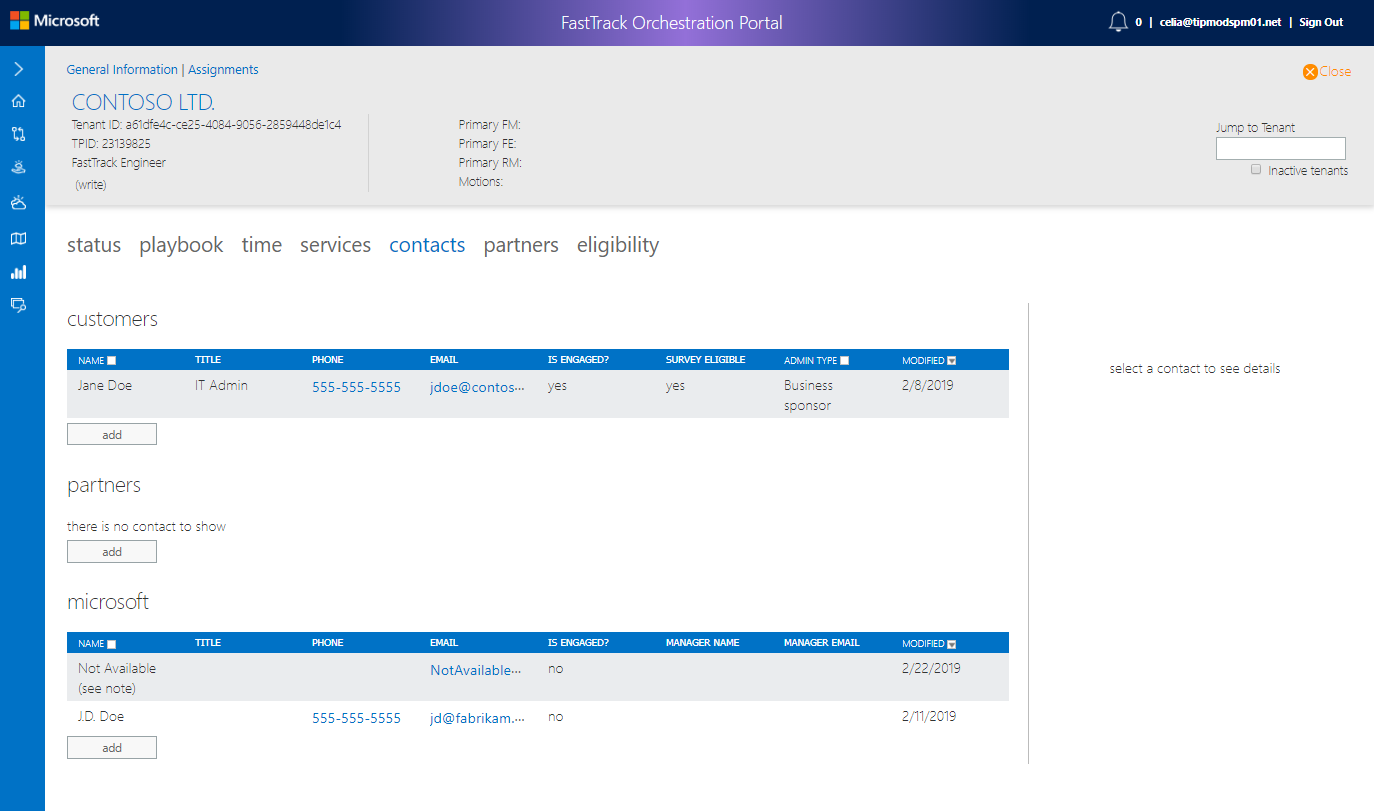 Microsoft
FastTrack Orchestration Portal
0 | celia@tipmodspm01.net | Sign Out
General Information | Assignments
Close
CONTOSO LTD.
Tenant ID: a61dfe4c-ce25-4084-9056-2859448de1c4
TPID: 23139825
FastTrack Engineer
(write)
Primary FM:
Primary FE:
Primary RM:
Motions:
Jump to Tenant
Inactive tenants
status playbook time services contacts partners eligibility
customers
NAME TITLE PHONE EMAIL IS ENGAGED? SURVEY ELIGIBLE ADMIN TYPE MODIFIED
Jane Doe IT Admin 555-555-5555 jdoe@contos... yes yes Business 2/8/2019
sponsor
add
select a contact to see details
partners
there is no contact to show
add
microsoft
NAME TITLE PHONE EMAIL IS ENGAGED? MANAGER NAME MANAGER EMAIL MODIFIED
Not Available NotAvailable... no 2/22/2019
(see note)
J.D. Doe 555-555-5555 jd@fabrikam.... no 2/11/2019
add